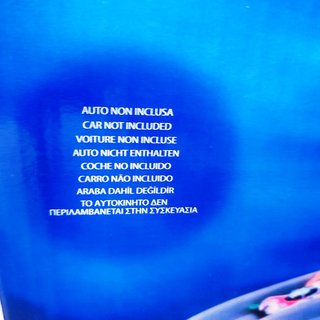 AUTO NON INCLUSA
CAR NOT INCLUDED
VOITURE NON INCLUSE
AUTO NICHT ENTHALTEN
COCHE NO INCLUIDO
CARRO NÃO INCLUIDO
ARABA DAHİL DEĞİLDİR
ΤΟ ΑΥΤΟΚΙΝΗΤΟ ΔΕΝ
ΠΕΡΙΛΑΜΒΑΝΕΤΑΙ ΣΤΗΝ ΣΥΣΚΕΥΑΣΙΑ